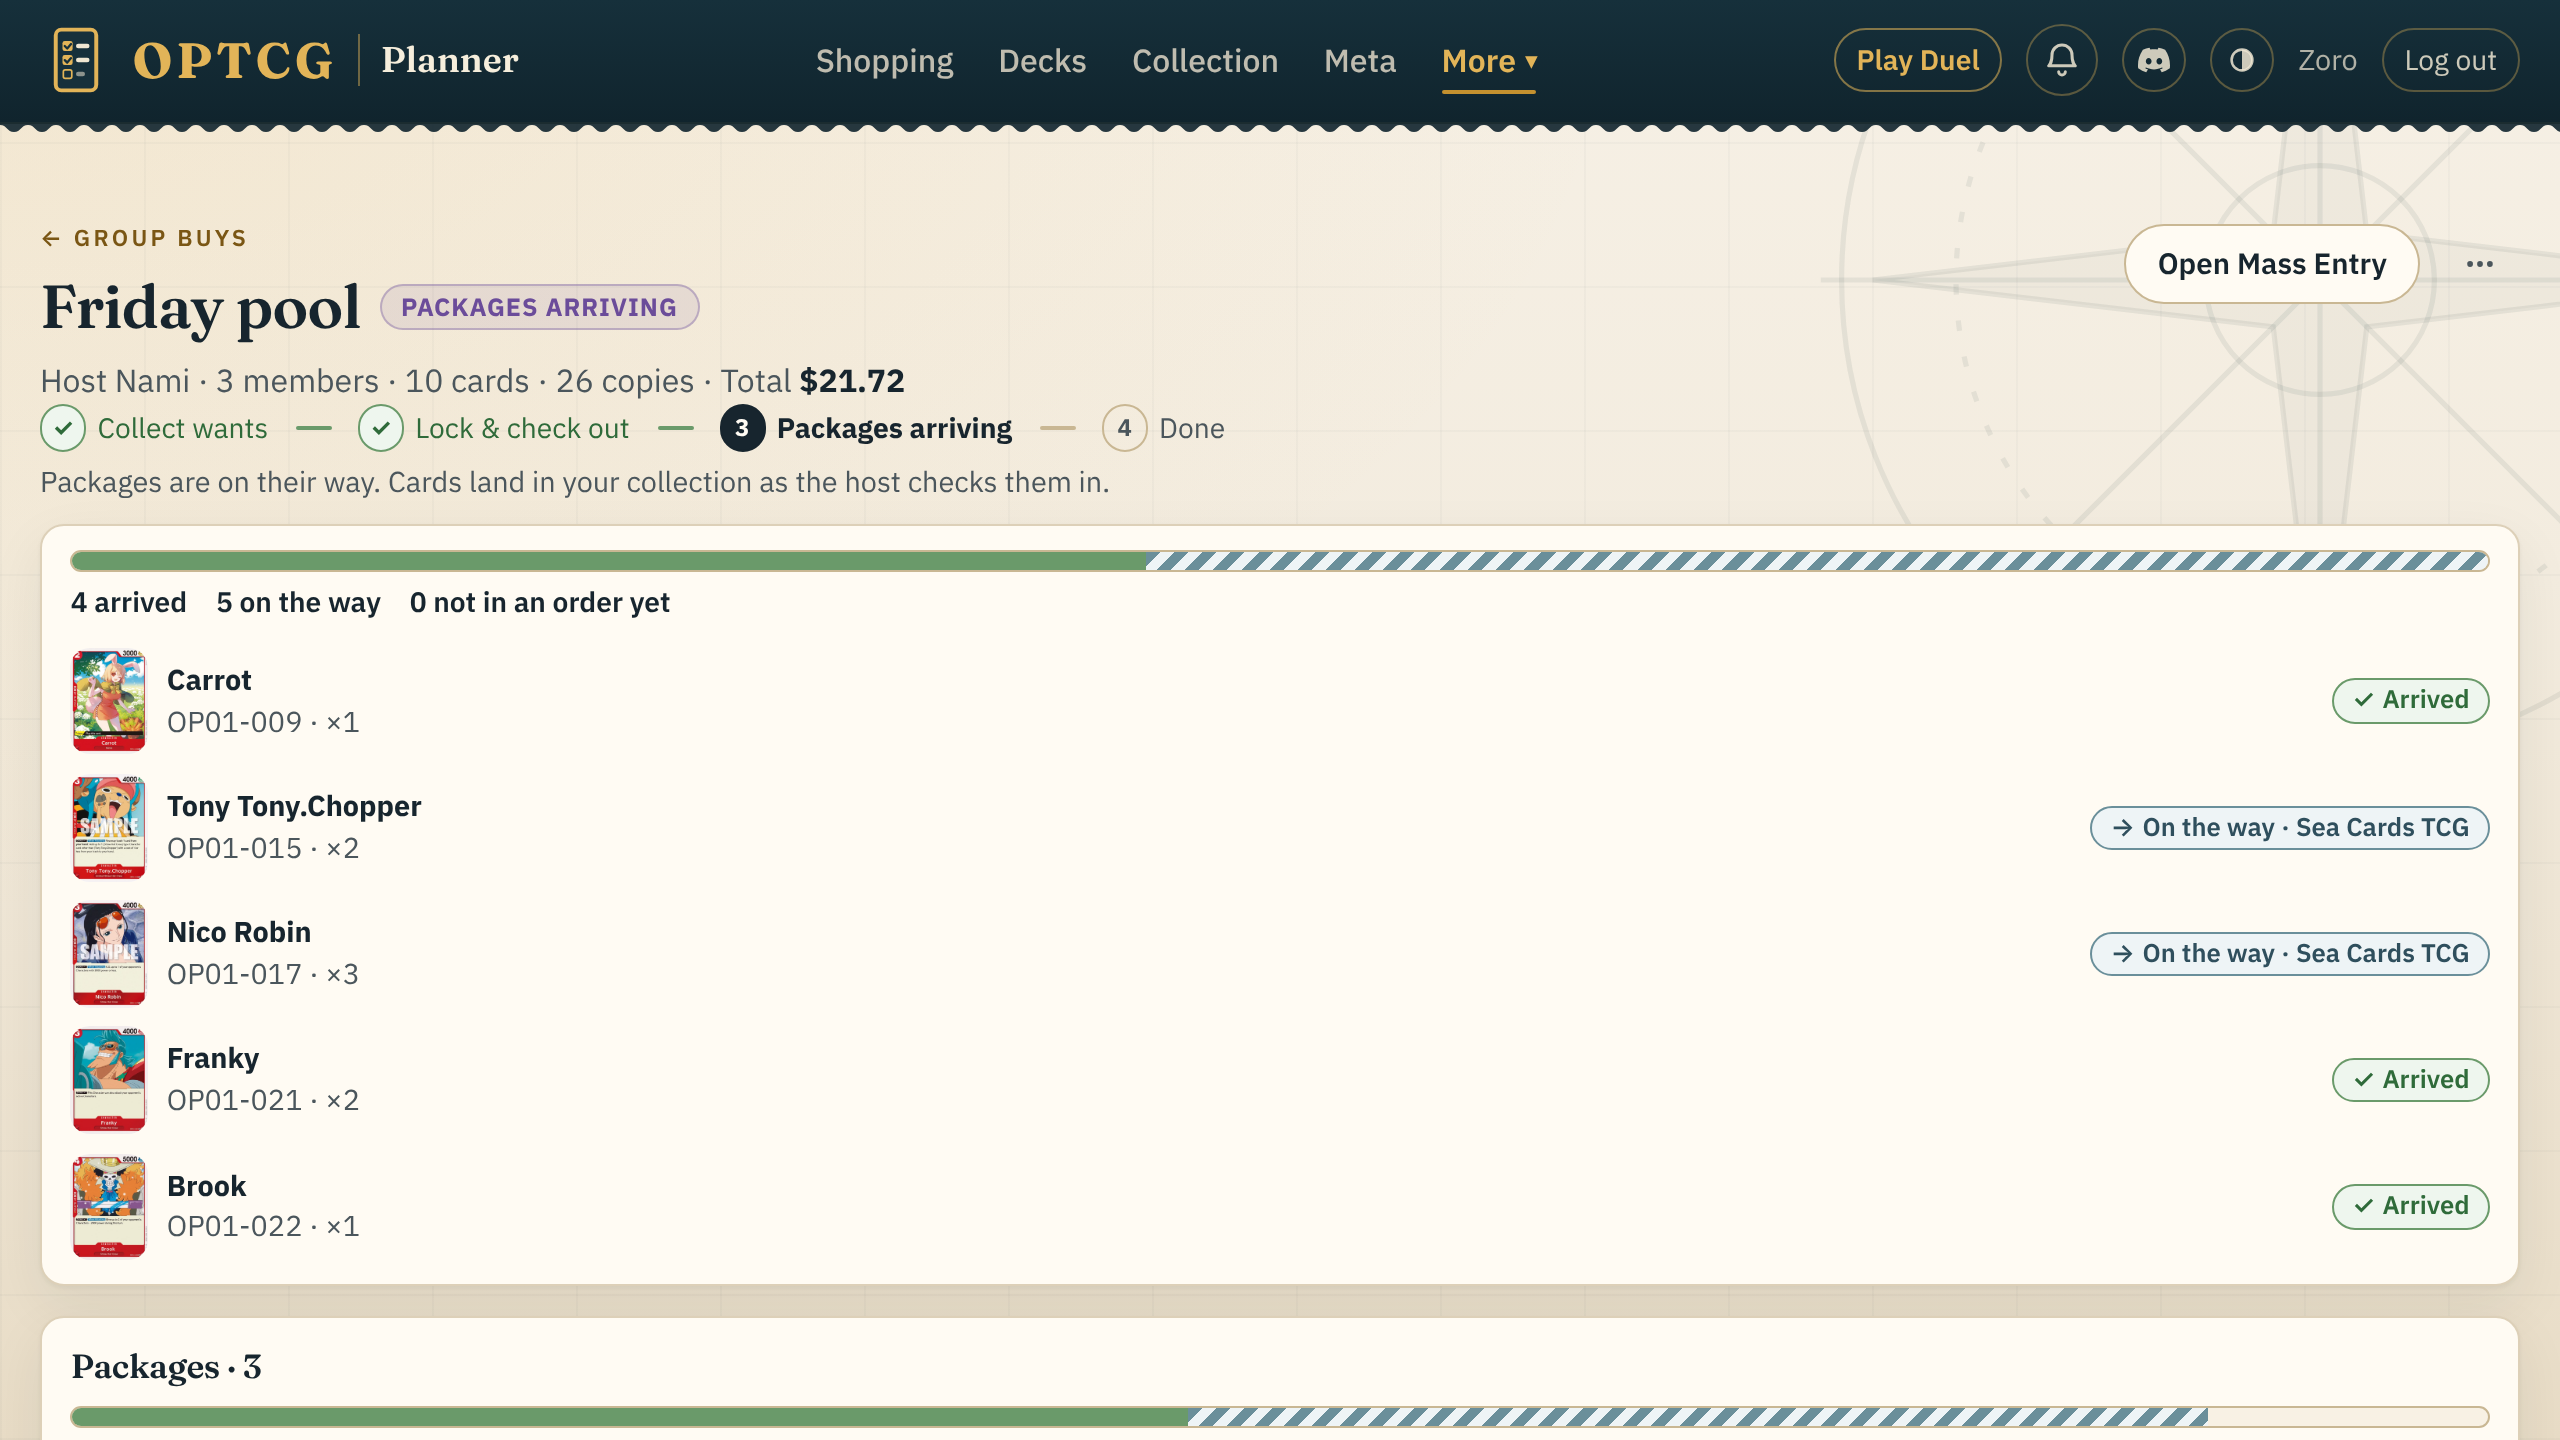 OPTCG Planner
Shopping Decks Collection Meta More ▾
Play Duel Zoro Log out
← GROUP BUYS
Friday pool PACKAGES ARRIVING
Open Mass Entry ···
Host Nami · 3 members · 10 cards · 26 copies · Total $21.72
✓ Collect wants — ✓ Lock & check out — 3 Packages arriving — 4 Done
Packages are on their way. Cards land in your collection as the host checks them in.
4 arrived 5 on the way 0 not in an order yet
Carrot
OP01-009 · ×1
✓ Arrived
Tony Tony.Chopper
OP01-015 · ×2
→ On the way · Sea Cards TCG
Nico Robin
OP01-017 · ×3
→ On the way · Sea Cards TCG
Franky
OP01-021 · ×2
✓ Arrived
Brook
OP01-022 · ×1
✓ Arrived
Packages · 3